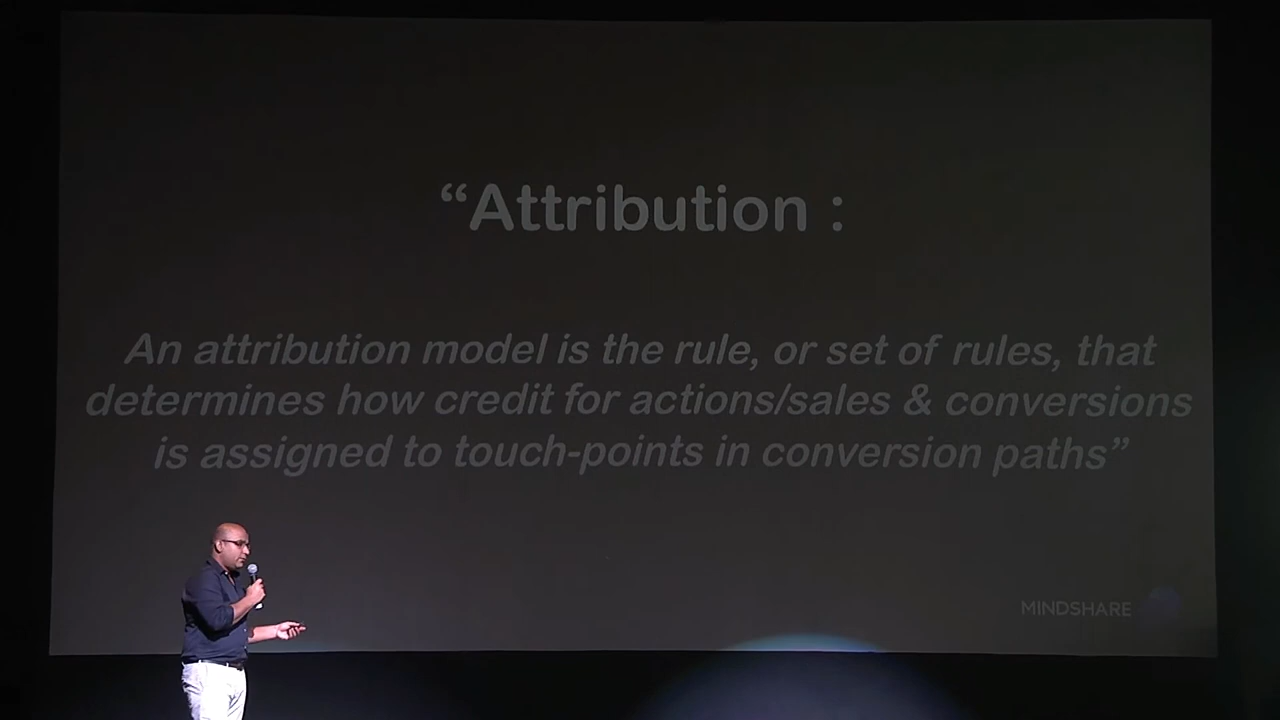 “Attribution :
An attribution model is the rule, or set of rules, that
determines how credit for actions/sales & conversions
is assigned to touch-points in conversion paths”
MINDSHARE